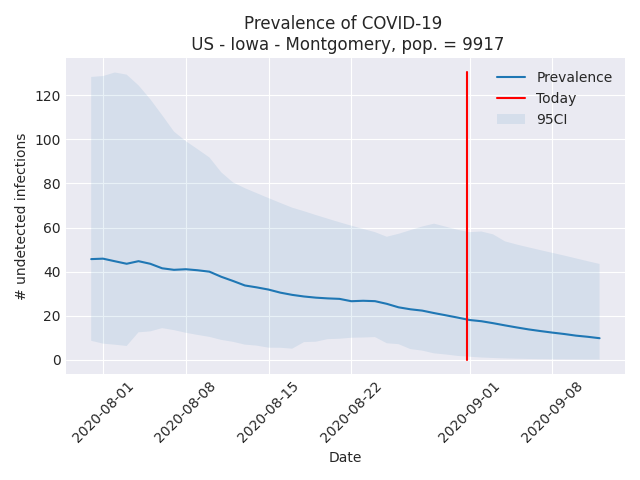 Prevalence of COVID-19
US - Iowa - Montgomery, pop. = 9917
Prevalence
Today
95CI
# undetected infections
120
100
80
60
40
20
0
2020-08-01
2020-08-08
2020-08-15
2020-08-22
2020-09-01
2020-09-08
Date